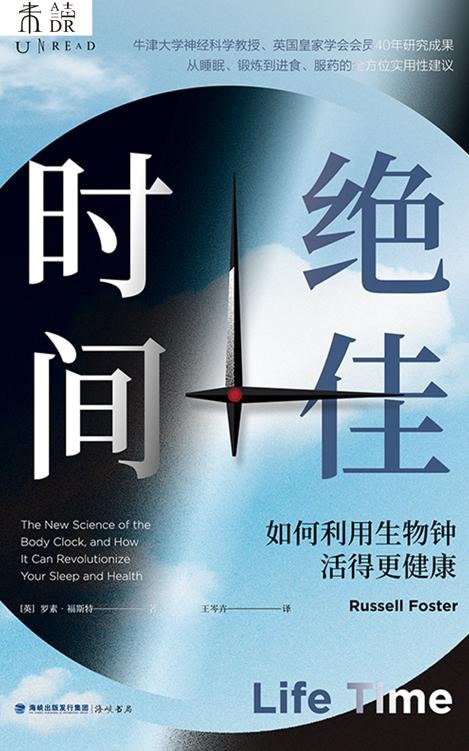 未读
UNREAD
牛津大学神经科学教授、英国皇家学会会员40年研究成果
从睡眠、锻炼到进食、服药的全方位实用性建议
绝佳
时间
The New Science of the
Body Clock, and How
It Can Revolutionize
Your Sleep and Health
如何利用生物钟
活得更健康
Russell Foster
[英] 罗素·福斯特 著 王岑卉 译
Life Time
海峡出版发行集团 海峡书局